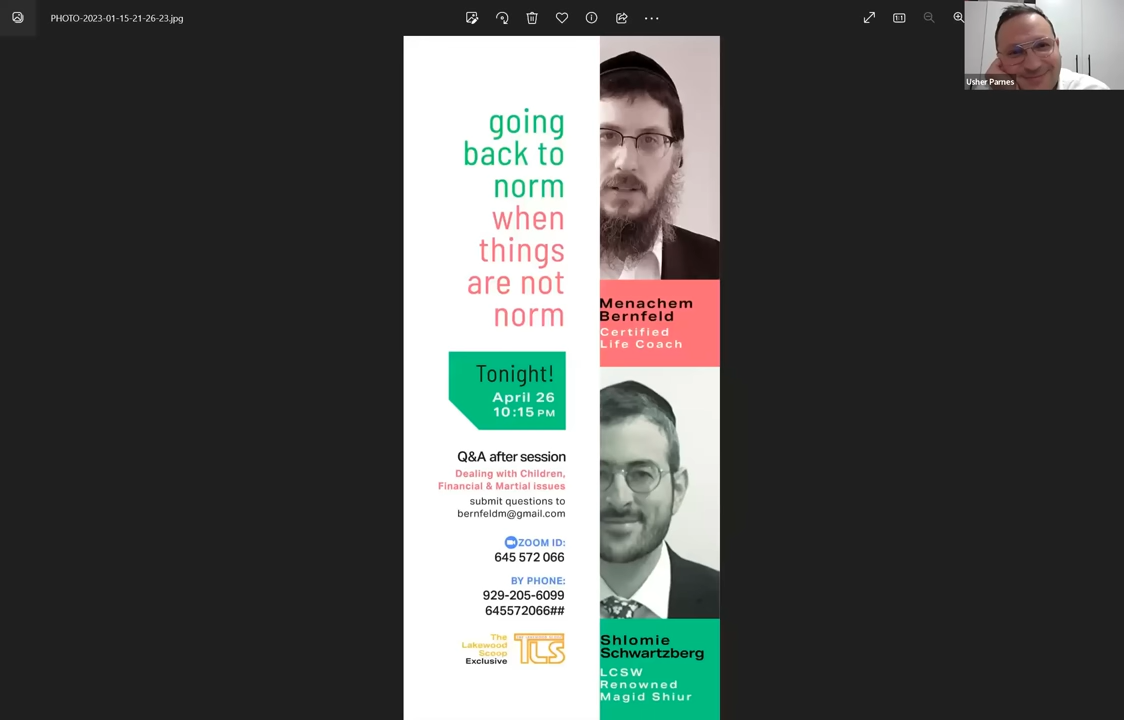 PHOTO-2023-01-15-21-26-23.jpg
Usher Parnes
going
back to
norm
when
things
are not
norm
Tonight!
April 26
10:15 PM
Q&A after session
Dealing with Children,
Financial & Martial issues
submit questions to
bernfeldm@gmail.com
ZOOM ID:
645 572 066
BY PHONE:
929-205-6099
645572066##
The
Lakewood
Scoop
Exclusive
TLS
Menachem
Bernfeld
Certified
Life Coach
Shlomie
Schwartzberg
LCSW
Renowned
Magid Shiur